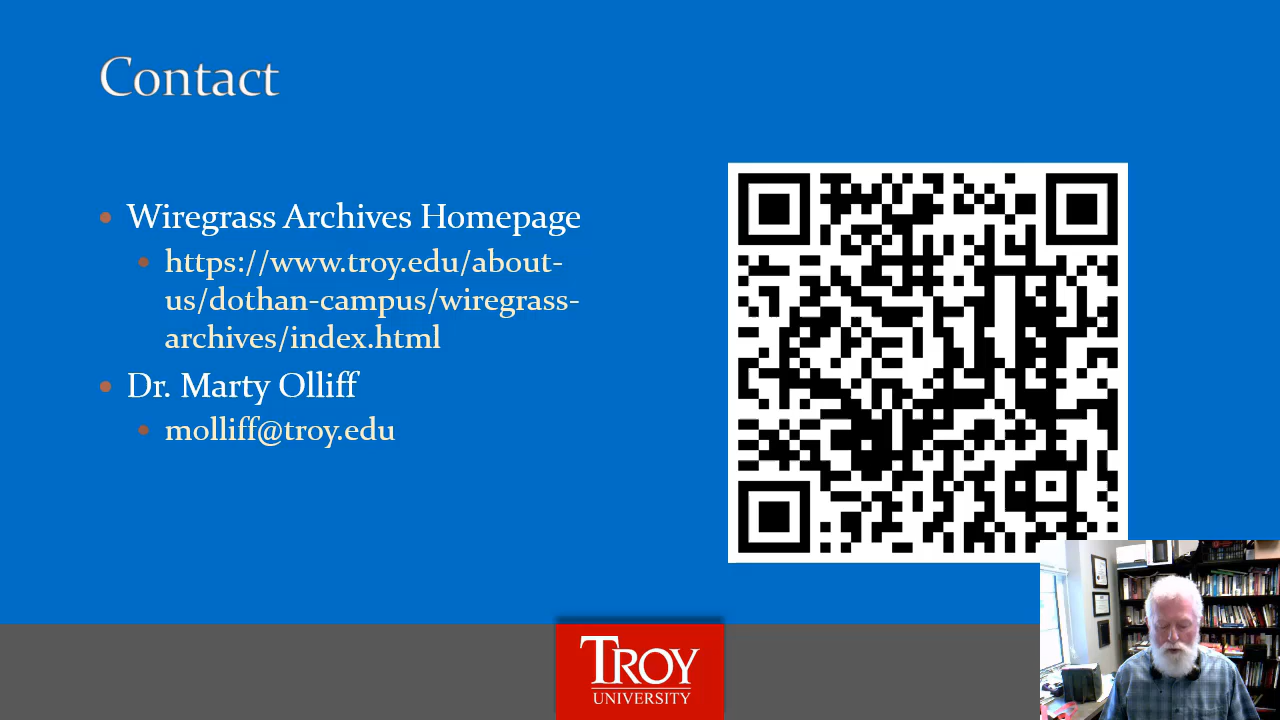 Contact
Wiregrass Archives Homepage
https://www.troy.edu/about-
us/dothan-campus/wiregrass-
archives/index.html
Dr. Marty Olliff
molliff@troy.edu
TROY
UNIVERSITY